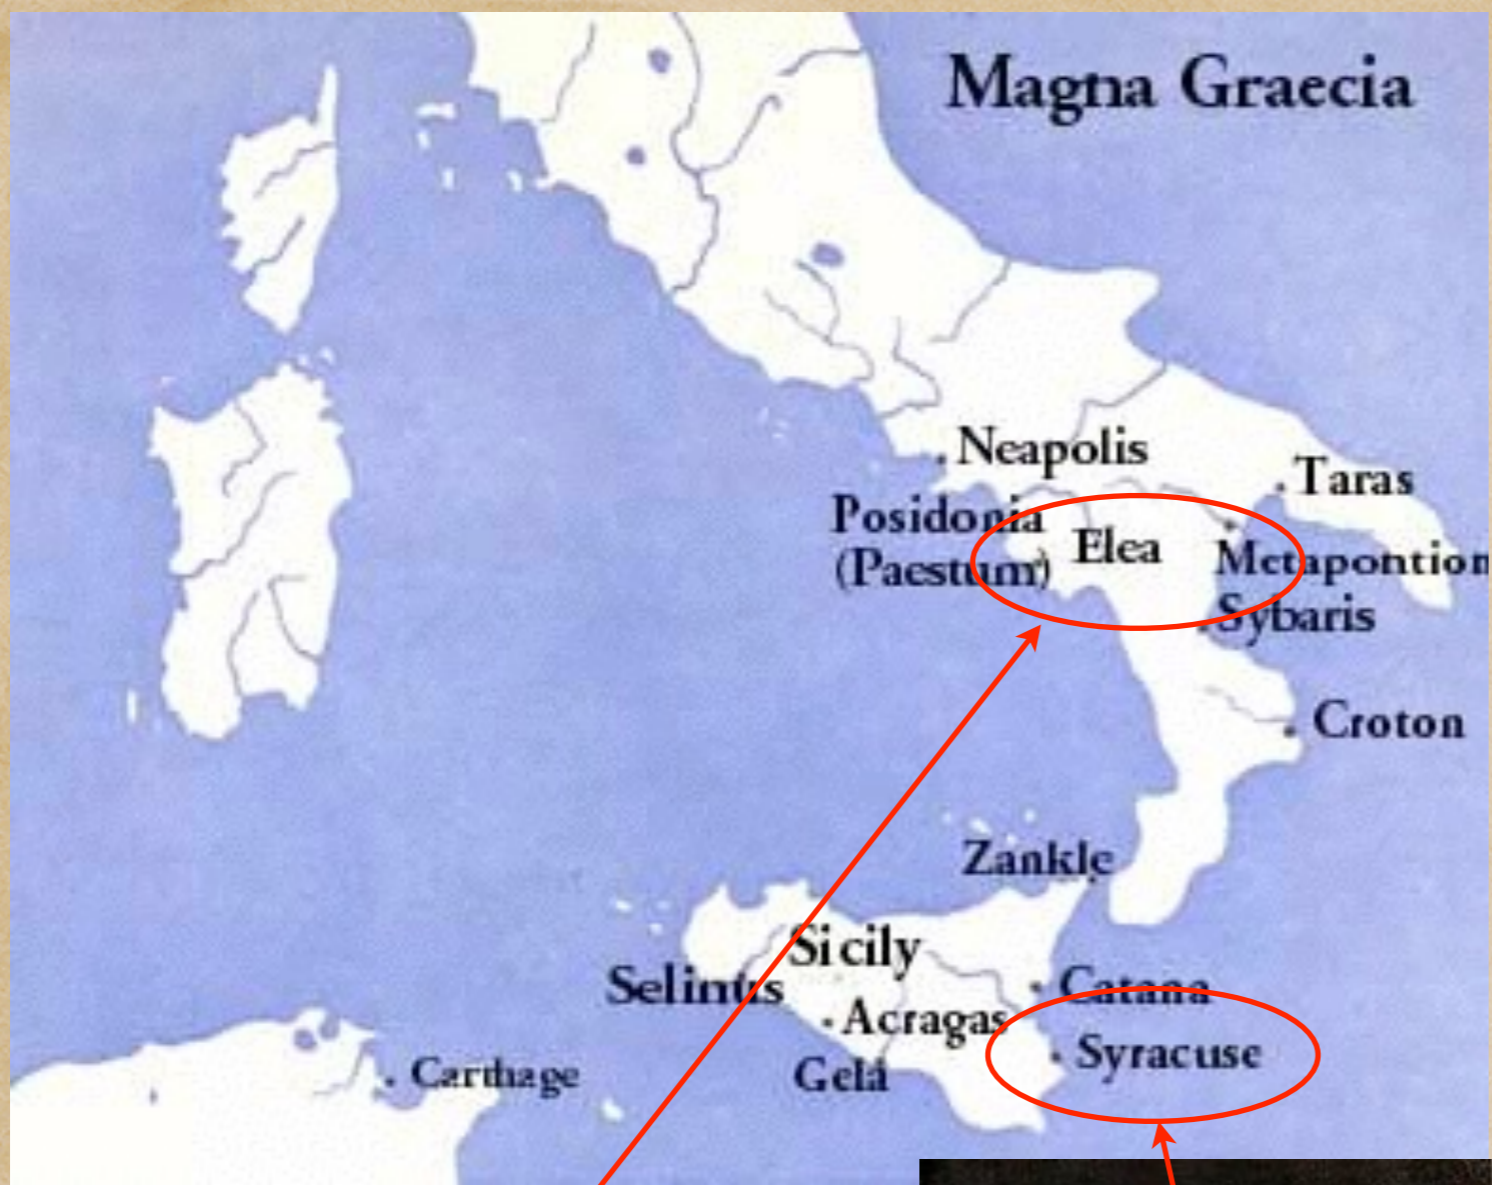 Magna Graecia
Neapolis
Taras
Posidonia
(Paestum)
Elea
Metapontion
Sybaris
Croton
Zankle
Sicily
Selinus
Catana
Acragas
Syracuse
Gela
Carthage